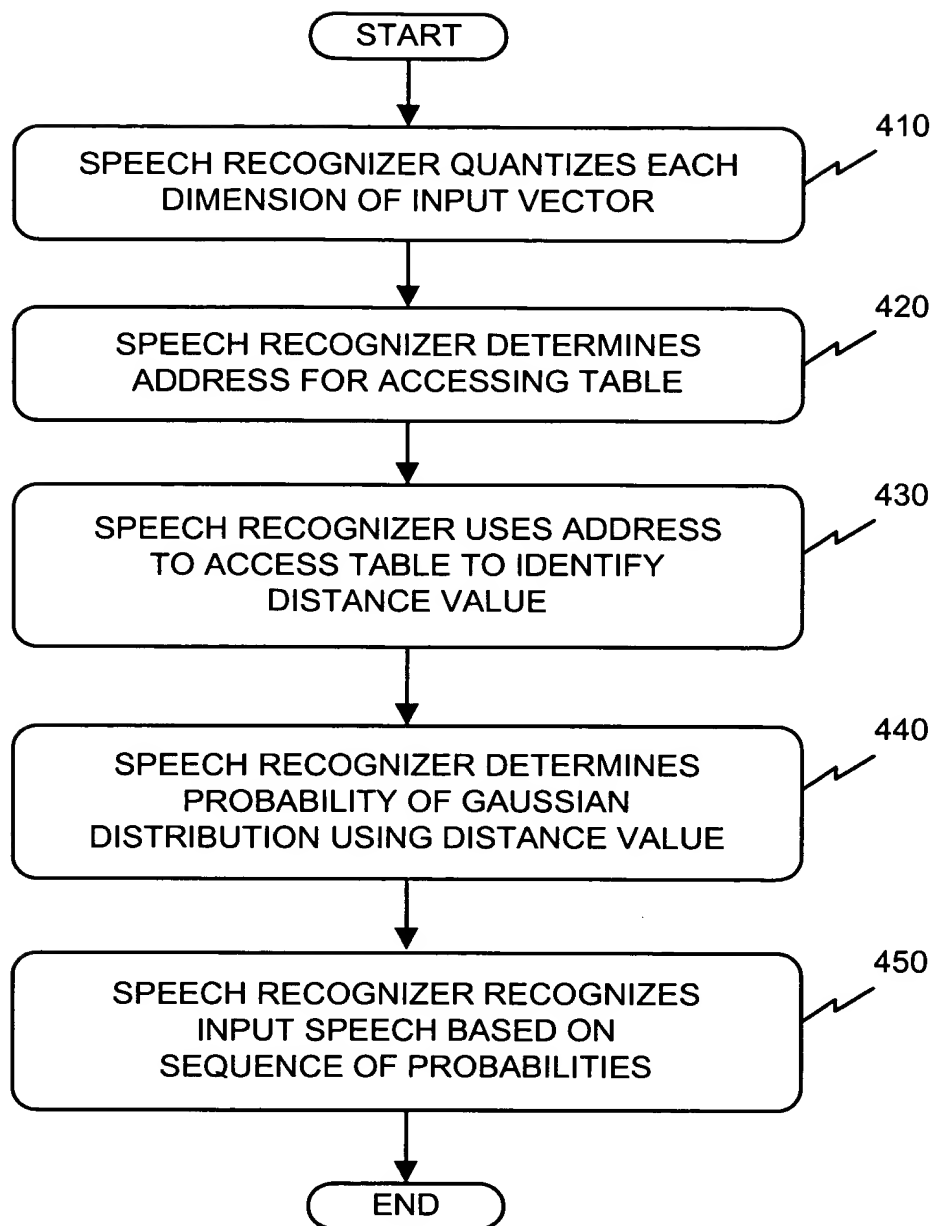 START
410
SPEECH RECOGNIZER QUANTIZES EACH
DIMENSION OF INPUT VECTOR
420
SPEECH RECOGNIZER DETERMINES
ADDRESS FOR ACCESSING TABLE
430
SPEECH RECOGNIZER USES ADDRESS
TO ACCESS TABLE TO IDENTIFY
DISTANCE VALUE
440
SPEECH RECOGNIZER DETERMINES
PROBABILITY OF GAUSSIAN
DISTRIBUTION USING DISTANCE VALUE
450
SPEECH RECOGNIZER RECOGNIZES
INPUT SPEECH BASED ON
SEQUENCE OF PROBABILITIES
END